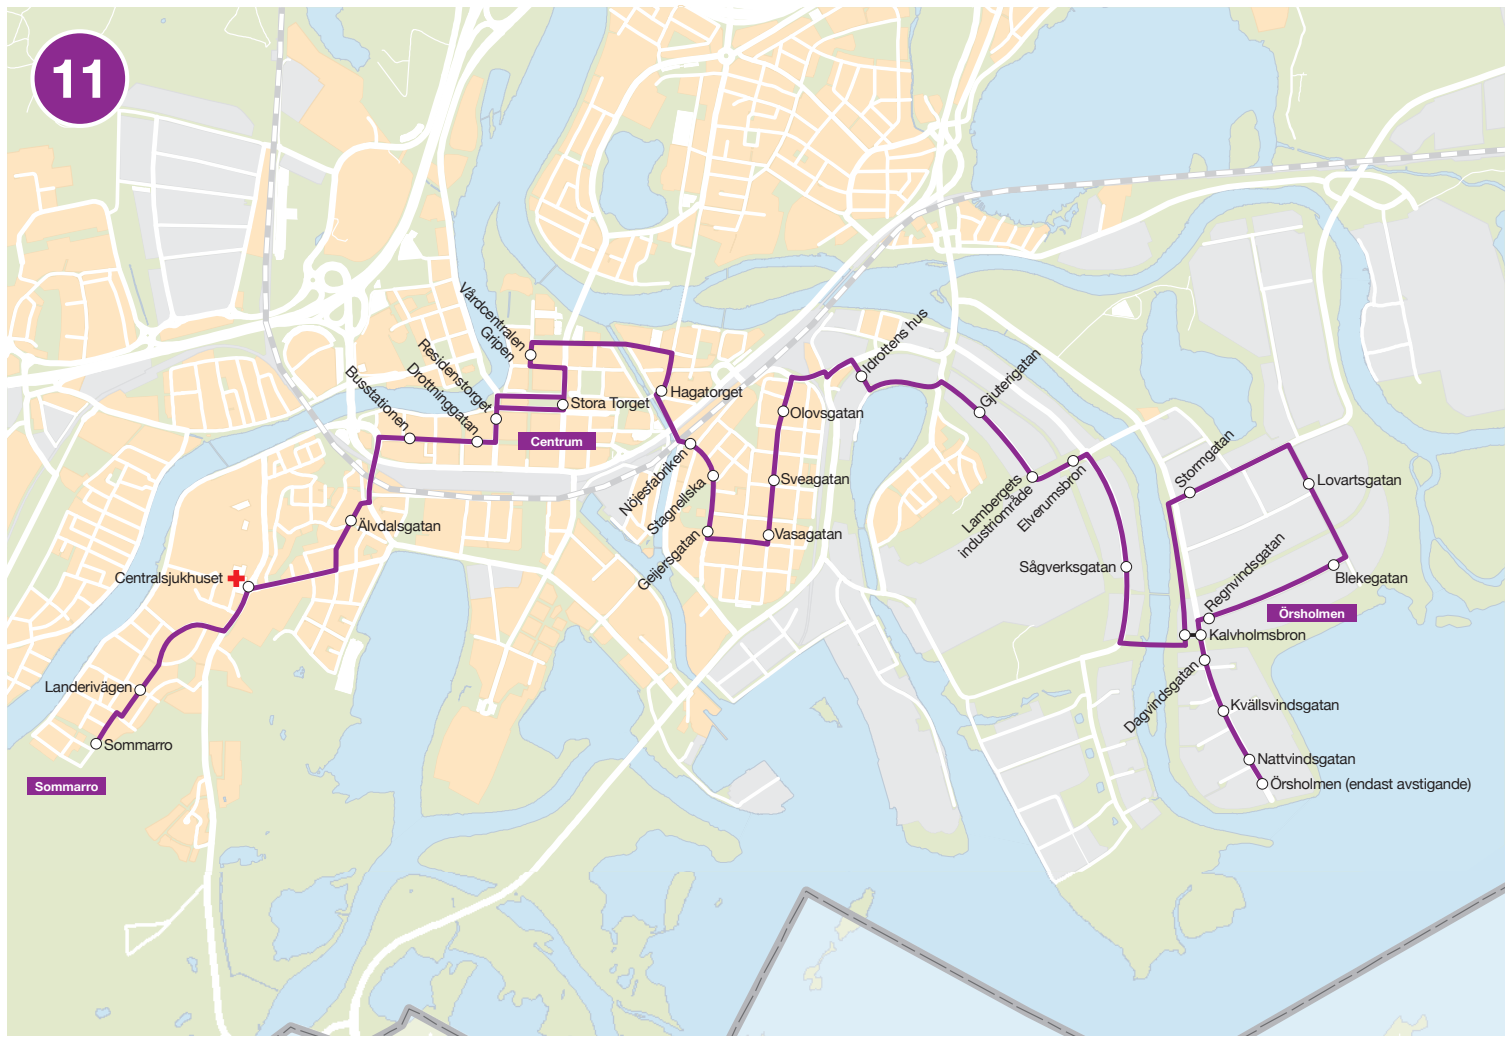 11
Vårdcentralen
Gripen
Residenstorget
Drottninggatan
Busstationen
Stora Torget
Centrum
Hagatorget
Idrottens hus
Olovsgatan
Gjuterigatan
Nöjesfabriken
Stagnellska
Sveagatan
Geijersgatan
Vasagatan
Lambergets
industriområde
Elverumsbron
Stormgatan
Lovartsgatan
Älvdalsgatan
Centralsjukhuset
Sågverksgatan
Regnvindsgatan
Blekegatan
Örsholmen
Kalvholmsbron
Dagvindsgatan
Landerivägen
Kvällsvindsgatan
Sommarro
Nattvindsgatan
Sommarro
Örsholmen (endast avstigande)